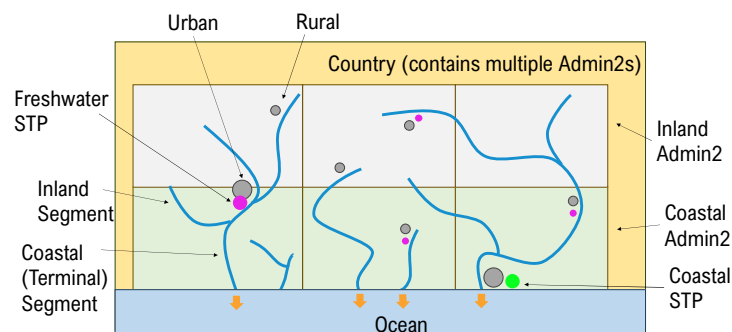 Urban
Rural
Country (contains multiple Admin2s)
Freshwater
STP
Inland
Segment
Coastal
(Terminal)
Segment
Inland
Admin2
Coastal
Admin2
Coastal
STP
Ocean